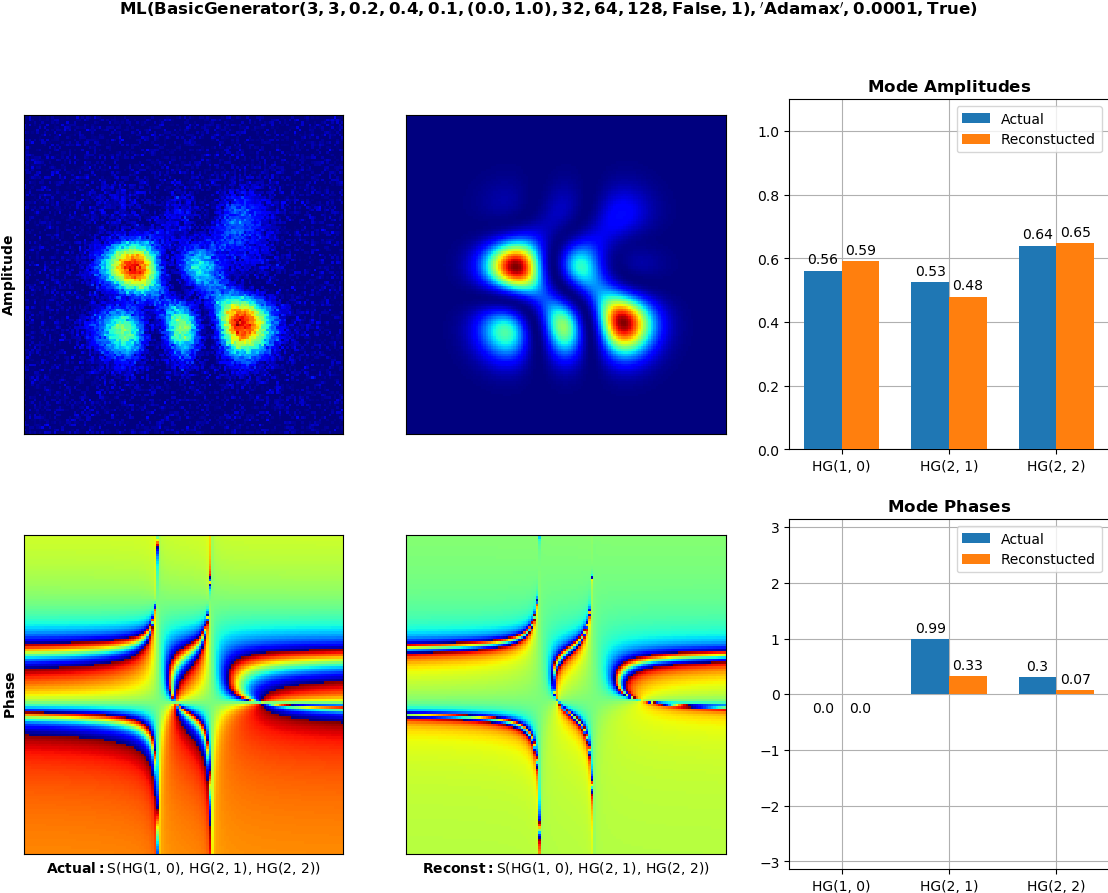 ML(BasicGenerator(3, 3, 0.2, 0.4, 0.1, (0.0, 1.0), 32, 64, 128, False, 1), 'Adamax', 0.0001, True)
Amplitude
Mode Amplitudes
Actual
Reconstucted
1.0
0.8
0.6
0.4
0.2
0.0
0.56
0.59
0.53
0.48
0.64
0.65
HG(1, 0)
HG(2, 1)
HG(2, 2)
Phase
Actual: S(HG(1, 0), HG(2, 1), HG(2, 2))
Reconst: S(HG(1, 0), HG(2, 1), HG(2, 2))
Mode Phases
Actual
Reconstucted
3
2
1
0
−1
−2
−3
0.0
0.0
0.99
0.33
0.3
0.07
HG(1, 0)
HG(2, 1)
HG(2, 2)